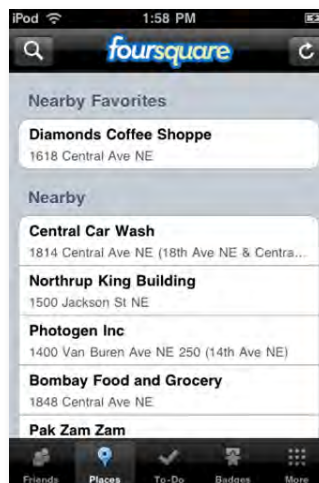 iPod 1:58 PM
foursquare
Nearby Favorites
Diamonds Coffee Shoppe
1618 Central Ave NE
Nearby
Central Car Wash
1814 Central Ave NE (18th Ave NE & Centra...
Northrup King Building
1500 Jackson St NE
Photogen Inc
1400 Van Buren Ave NE 250 (14th Ave NE)
Bombay Food and Grocery
1848 Central Ave NE
Pak Zam Zam
Friends Places To-Do Badges More